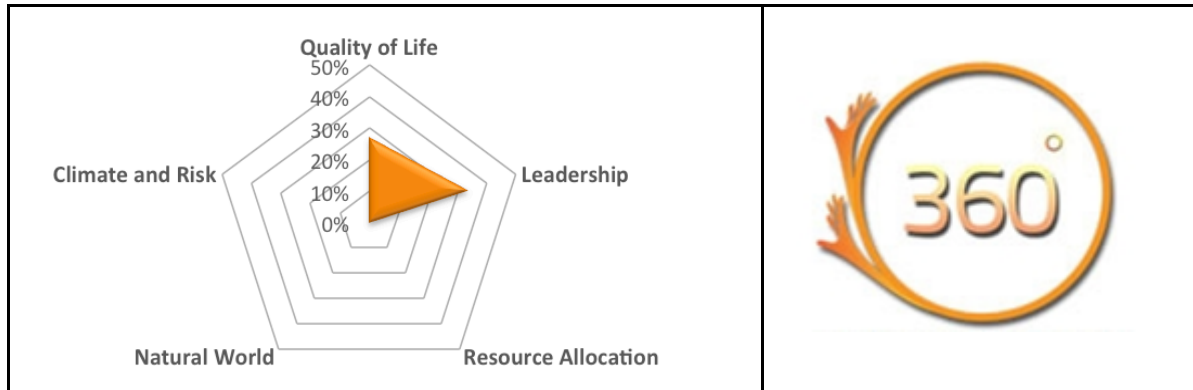 Quality of Life
50%
40%
30%
20%
10%
0%
Climate and Risk
Leadership
Natural World
Resource Allocation
360°